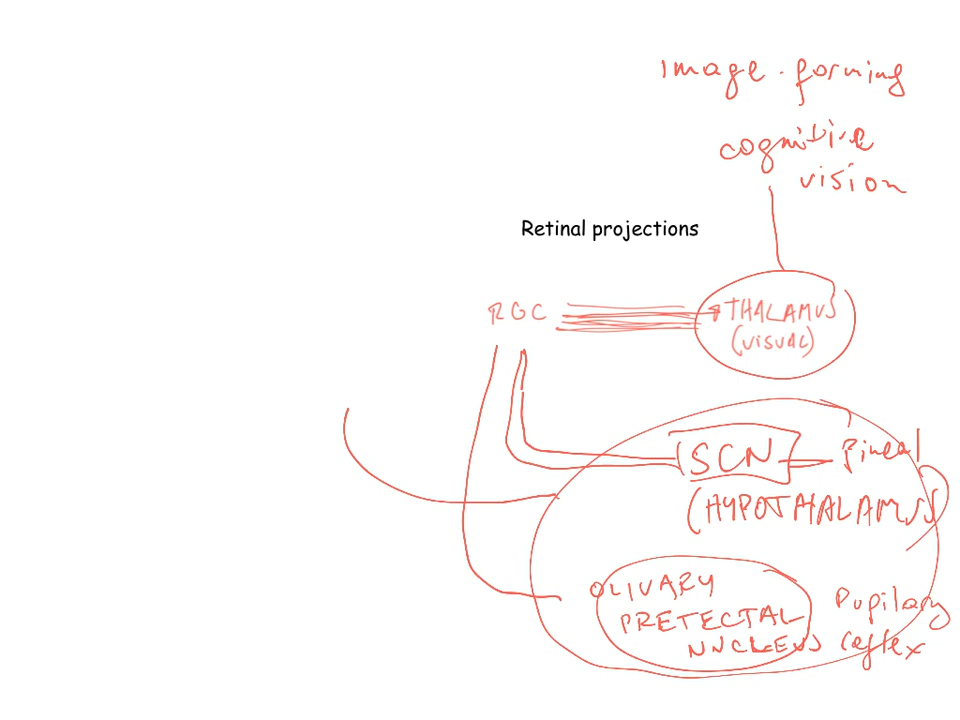 Image-forming
cognitive
vision
Retinal projections
RGC
THALAMUS
(VISUAL)
SCN
Pineal
(HYPOTHALAMUS)
OLIVARY
PRETECTAL
NUCLEUS
Pupilary
reflex